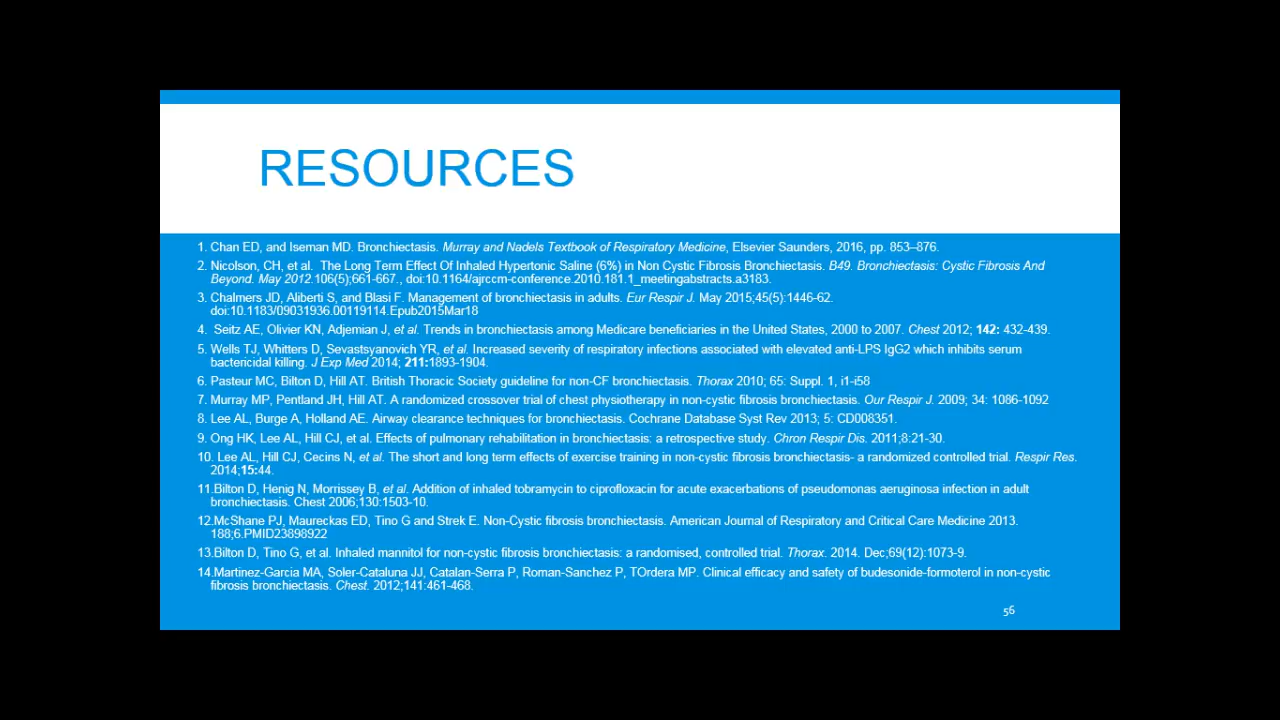 RESOURCES
1. Chan ED, and Iseman MD. Bronchiectasis. Murray and Nadels Textbook of Respiratory Medicine, Elsevier Saunders, 2016, pp. 853–876.
2. Nicolson, CH, et al. The Long Term Effect Of Inhaled Hypertonic Saline (6%) in Non Cystic Fibrosis Bronchiectasis. B49. Bronchiectasis: Cystic Fibrosis And
Beyond. May 2012.106(5);661-667., doi:10.1164/ajrccm-conference.2010.181.1_meetingabstracts.a3183.
3. Chalmers JD, Aliberti S, and Blasi F. Management of bronchiectasis in adults. Eur Respir J. May 2015;45(5):1446-62.
doi:10.1183/09031936.00119114.Epub2015Mar18
4. Seitz AE, Olivier KN, Adjemian J, et al. Trends in bronchiectasis among Medicare beneficiaries in the United States, 2000 to 2007. Chest 2012; 142: 432-439.
5. Wells TJ, Whitters D, Sevastsyanovich YR, et al. Increased severity of respiratory infections associated with elevated anti-LPS IgG2 which inhibits serum
bactericidal killing. J Exp Med 2014; 211:1893-1904.
6. Pasteur MC, Bilton D, Hill AT. British Thoracic Society guideline for non-CF bronchiectasis. Thorax 2010; 65: Suppl. 1, i1-i58
7. Murray MP, Pentland JH, Hill AT. A randomized crossover trial of chest physiotherapy in non-cystic fibrosis bronchiectasis. Our Respir J. 2009; 34: 1086-1092
8. Lee AL, Burge A, Holland AE. Airway clearance techniques for bronchiectasis. Cochrane Database Syst Rev 2013; 5: CD008351.
9. Ong HK, Lee AL, Hill CJ, et al. Effects of pulmonary rehabilitation in bronchiectasis: a retrospective study. Chron Respir Dis. 2011;8:21-30.
10. Lee AL, Hill CJ, Cecins N, et al. The short and long term effects of exercise training in non-cystic fibrosis bronchiectasis- a randomized controlled trial. Respir Res.
2014;15:44.
11.Bilton D, Henig N, Morrissey B, et al. Addition of inhaled tobramycin to ciprofloxacin for acute exacerbations of pseudomonas aeruginosa infection in adult
bronchiectasis. Chest 2006;130:1503-10.
12.McShane PJ, Maureckas ED, Tino G and Strek E. Non-Cystic fibrosis bronchiectasis. American Journal of Respiratory and Critical Care Medicine 2013.
188;6.PMID23898922
13.Bilton D, Tino G, et al. Inhaled mannitol for non-cystic fibrosis bronchiectasis: a randomised, controlled trial. Thorax. 2014. Dec;69(12):1073-9.
14.Martinez-Garcia MA, Soler-Cataluna JJ, Catalan-Serra P, Roman-Sanchez P, TOrdera MP. Clinical efficacy and safety of budesonide-formoterol in non-cystic
fibrosis bronchiectasis. Chest. 2012;141:461-468.
56